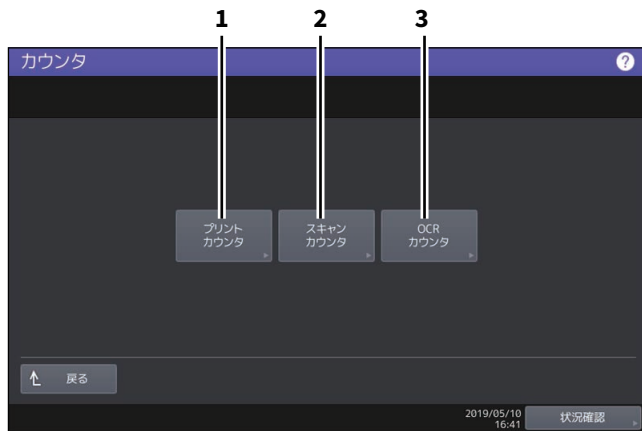 1 2 3
カウンタ ?
プリント
カウンタ
スキャン
カウンタ
OCR
カウンタ
戻る
2019/05/10
16:41
状況確認